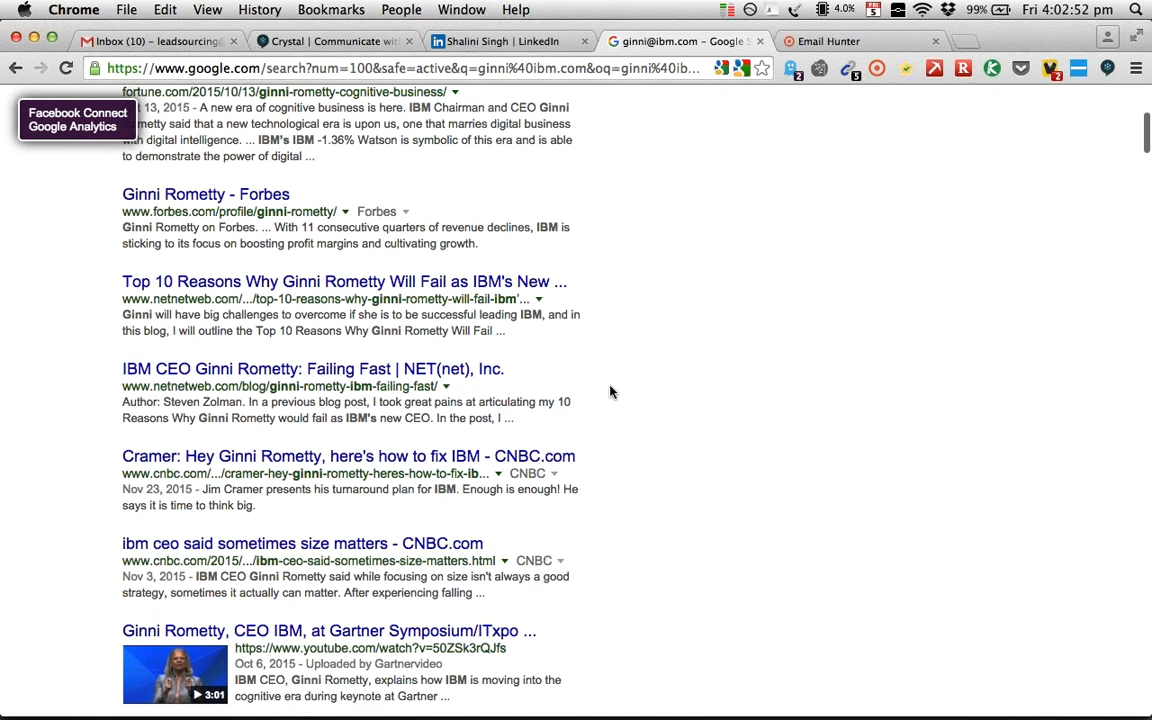 Chrome File Edit View History Bookmarks People Window Help 4.0% FRI 5 99% Fri 4:02:52 pm
Inbox (10) – leadsourcing Crystal | Communicate wit Shalini Singh | LinkedIn ginni@ibm.com - Google S Email Hunter
https://www.google.com/search?num=100&safe=active&q=ginni%40ibm.com&oq=ginni%40ib...
fortune.com/2015/10/13/ginni-rometty-cognitive-business/
Facebook Connect
Google Analytics
13, 2015 - A new era of cognitive business is here. IBM Chairman and CEO Ginni
metty said that a new technological era is upon us, one that marries digital business
with digital intelligence. ... IBM's IBM -1.36% Watson is symbolic of this era and is able
to demonstrate the power of digital ...
Ginni Rometty - Forbes
www.forbes.com/profile/ginni-rometty/ Forbes
Ginni Rometty on Forbes. ... With 11 consecutive quarters of revenue declines, IBM is
sticking to its focus on boosting profit margins and cultivating growth.
Top 10 Reasons Why Ginni Rometty Will Fail as IBM's New ...
www.netnetweb.com/.../top-10-reasons-why-ginni-rometty-will-fail-ibm'...
Ginni will have big challenges to overcome if she is to be successful leading IBM, and in
this blog, I will outline the Top 10 Reasons Why Ginni Rometty Will Fail ...
IBM CEO Ginni Rometty: Failing Fast | NET(net), Inc.
www.netnetweb.com/blog/ginni-rometty-ibm-failing-fast/
Author: Steven Zolman. In a previous blog post, I took great pains at articulating my 10
Reasons Why Ginni Rometty would fail as IBM's new CEO. In the post, I ...
Cramer: Hey Ginni Rometty, here's how to fix IBM - CNBC.com
www.cnbc.com/.../cramer-hey-ginni-rometty-heres-how-to-fix-ib... CNBC
Nov 23, 2015 - Jim Cramer presents his turnaround plan for IBM. Enough is enough! He
says it is time to think big.
ibm ceo said sometimes size matters - CNBC.com
www.cnbc.com/2015/.../ibm-ceo-said-sometimes-size-matters.html CNBC
Nov 3, 2015 - IBM CEO Ginni Rometty said while focusing on size isn't always a good
strategy, sometimes it actually can matter. After experiencing falling ...
Ginni Rometty, CEO IBM, at Gartner Symposium/ITxpo ...
https://www.youtube.com/watch?v=50ZSk3rQJfs
Oct 6, 2015 - Uploaded by Gartnervideo
IBM CEO, Ginni Rometty, explains how IBM is moving into the
3:01
cognitive era during keynote at Gartner ...